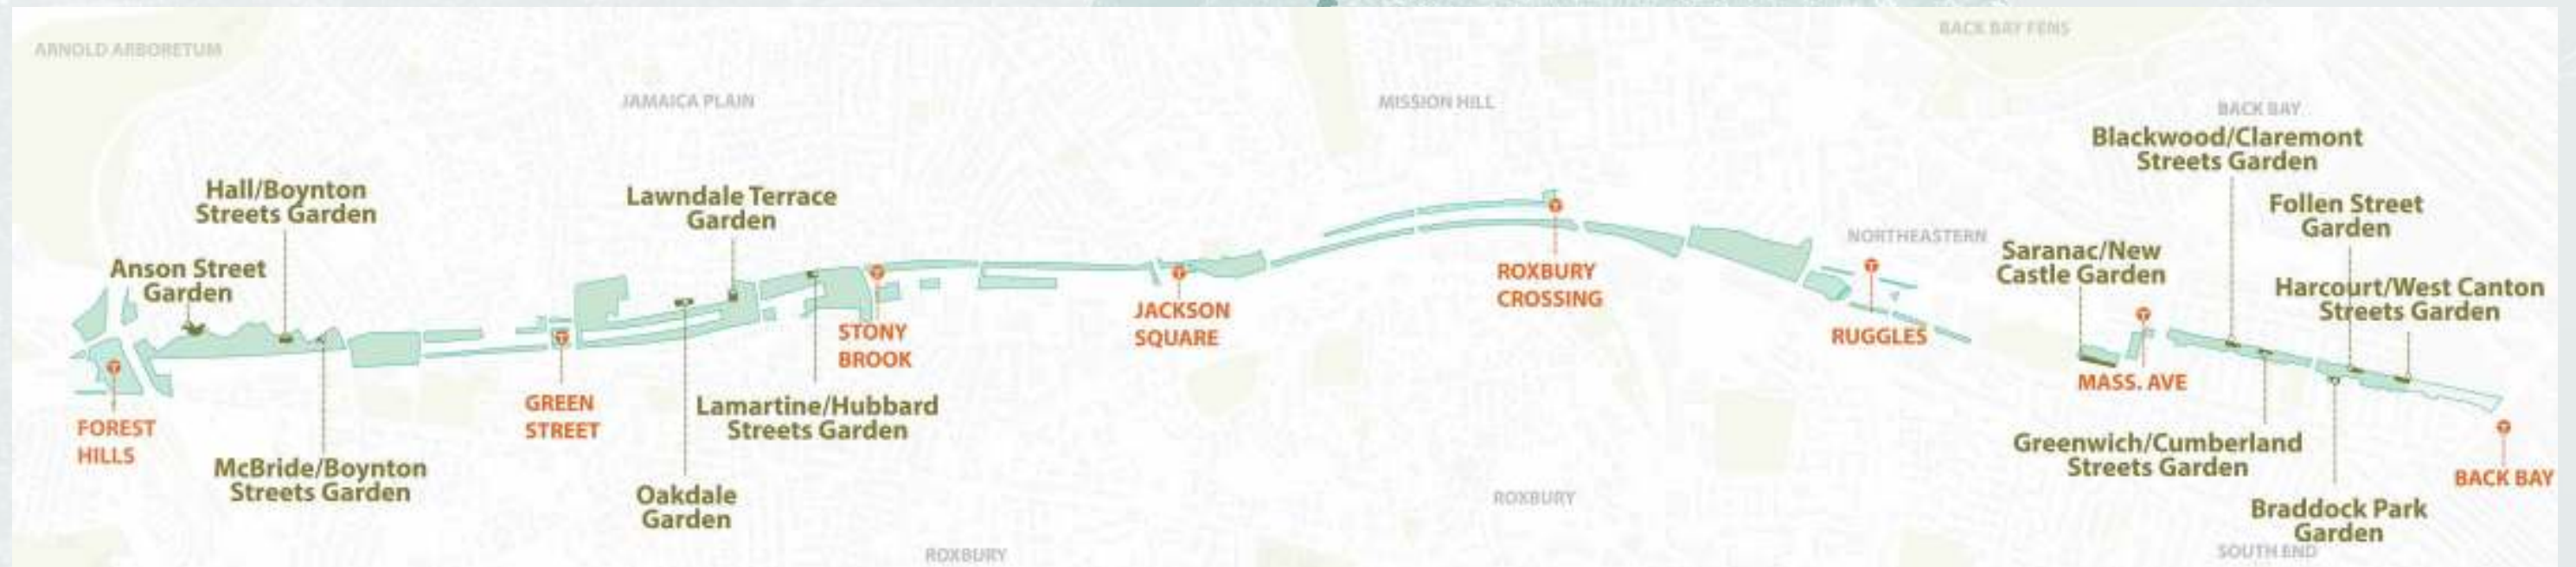 ARNOLD ARBORETUM
JAMAICA PLAIN
MISSION HILL
BACK BAY FENS
BACK BAY
Hall/Boynton
Streets Garden
Anson Street
Garden
Lawndale Terrace
Garden
NORTHEASTERN
Blackwood/Claremont
Streets Garden
Follen Street
Garden
Saranac/New
Castle Garden
Harcourt/West Canton
Streets Garden
T
FOREST
HILLS
McBride/Boynton
Streets Garden
T
GREEN
STREET
Oakdale
Garden
Lamartine/Hubbard
Streets Garden
T
STONY
BROOK
T
JACKSON
SQUARE
T
ROXBURY
CROSSING
T
RUGGLES
T
MASS. AVE
Greenwich/Cumberland
Streets Garden
Braddock Park
Garden
T
BACK BAY
ROXBURY
ROXBURY
SOUTH END